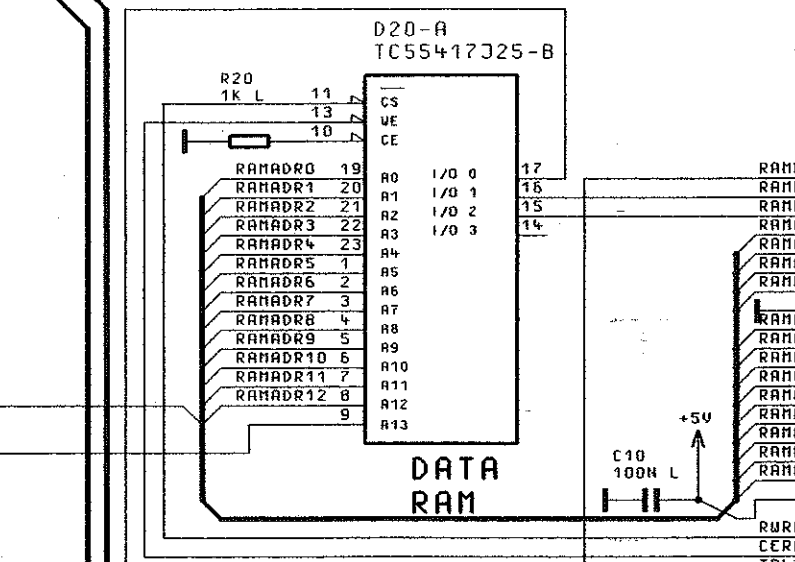 D20-A
TC55417J25-B
R20
1K L
11 CS
13 WE
10 CE
RAMADR0 19 A0 I/O 0 17
RAMADR1 20 A1 I/O 1 16
RAMADR2 21 A2 I/O 2 15
RAMADR3 22 A3 I/O 3 14
RAMADR4 23 A4
RAMADR5 1 A5
RAMADR6 2 A6
RAMADR7 3 A7
RAMADR8 4 A8
RAMADR9 5 A9
RAMADR10 6 A10
RAMADR11 7 A11
RAMADR12 8 A12
9 A13
DATA
RAM
C10
100N L
+5V